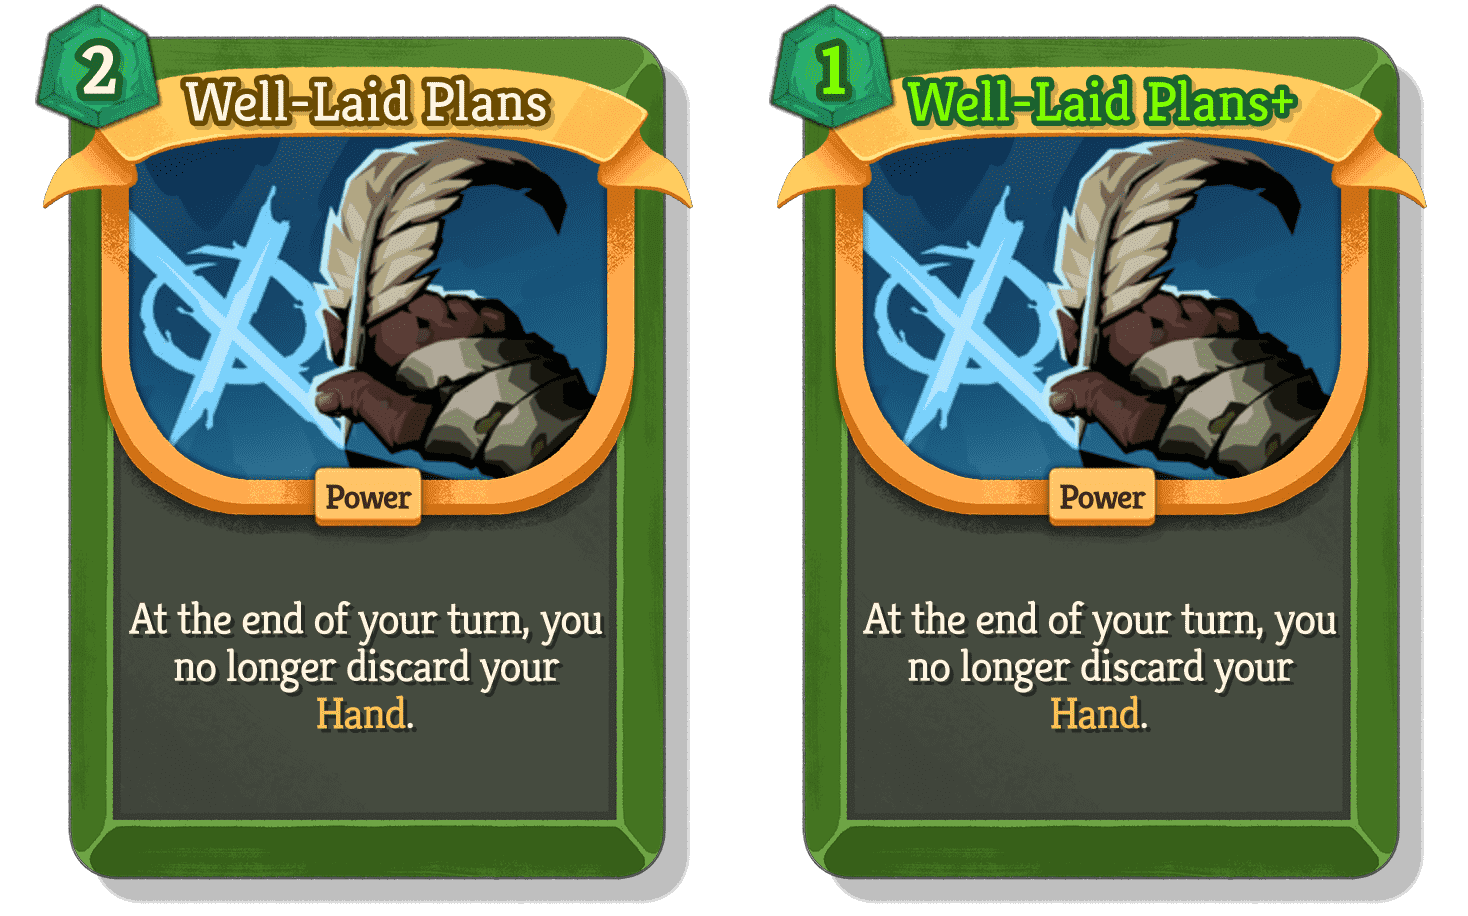 2
Well-Laid Plans
Power
At the end of your turn, you
no longer discard your
Hand.
1
Well-Laid Plans+
Power
At the end of your turn, you
no longer discard your
Hand.